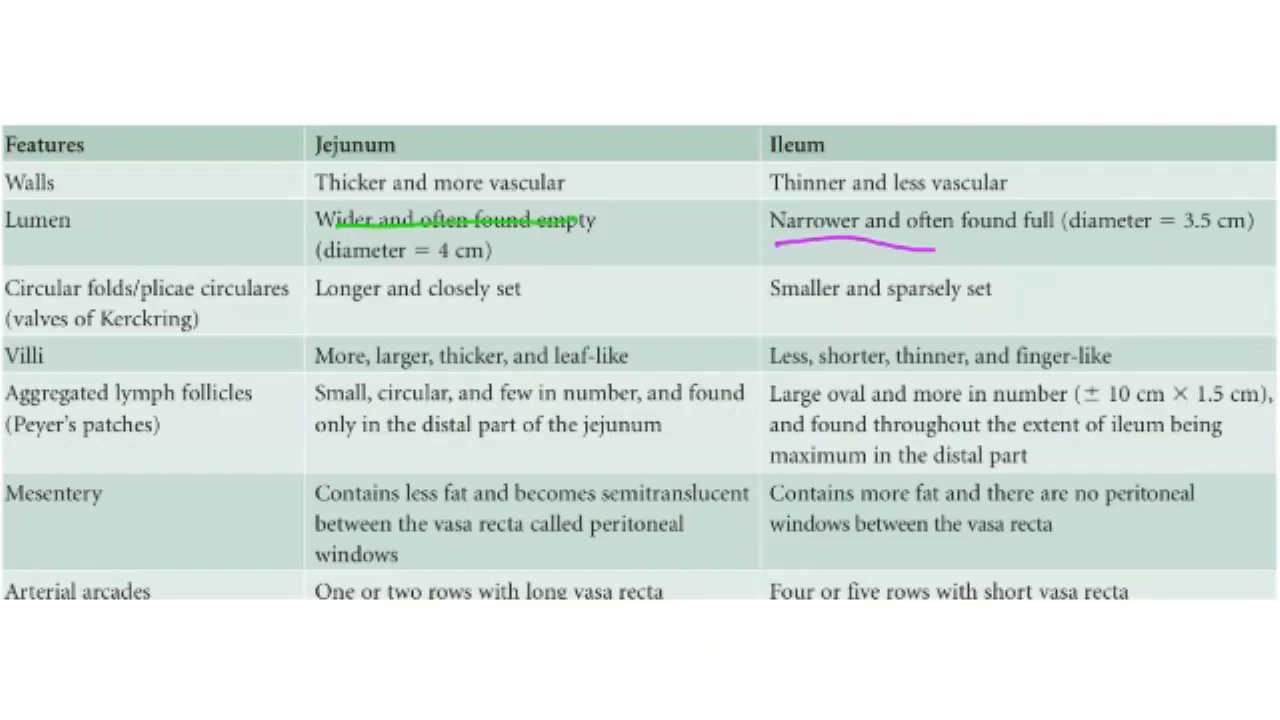 Features Jejunum Ileum
Walls Thicker and more vascular Thinner and less vascular
Lumen Wider and often found empty Narrower and often found full (diameter = 3.5 cm)
(diameter = 4 cm)
Circular folds/plicae circulares Longer and closely set Smaller and sparsely set
(valves of Kerckring)
Villi More, larger, thicker, and leaf-like Less, shorter, thinner, and finger-like
Aggregated lymph follicles Small, circular, and few in number, and found Large oval and more in number (± 10 cm × 1.5 cm),
(Peyer's patches) only in the distal part of the jejunum and found throughout the extent of ileum being
maximum in the distal part
Mesentery Contains less fat and becomes semitranslucent Contains more fat and there are no peritoneal
between the vasa recta called peritoneal windows between the vasa recta
windows
Arterial arcades One or two rows with long vasa recta Four or five rows with short vasa recta